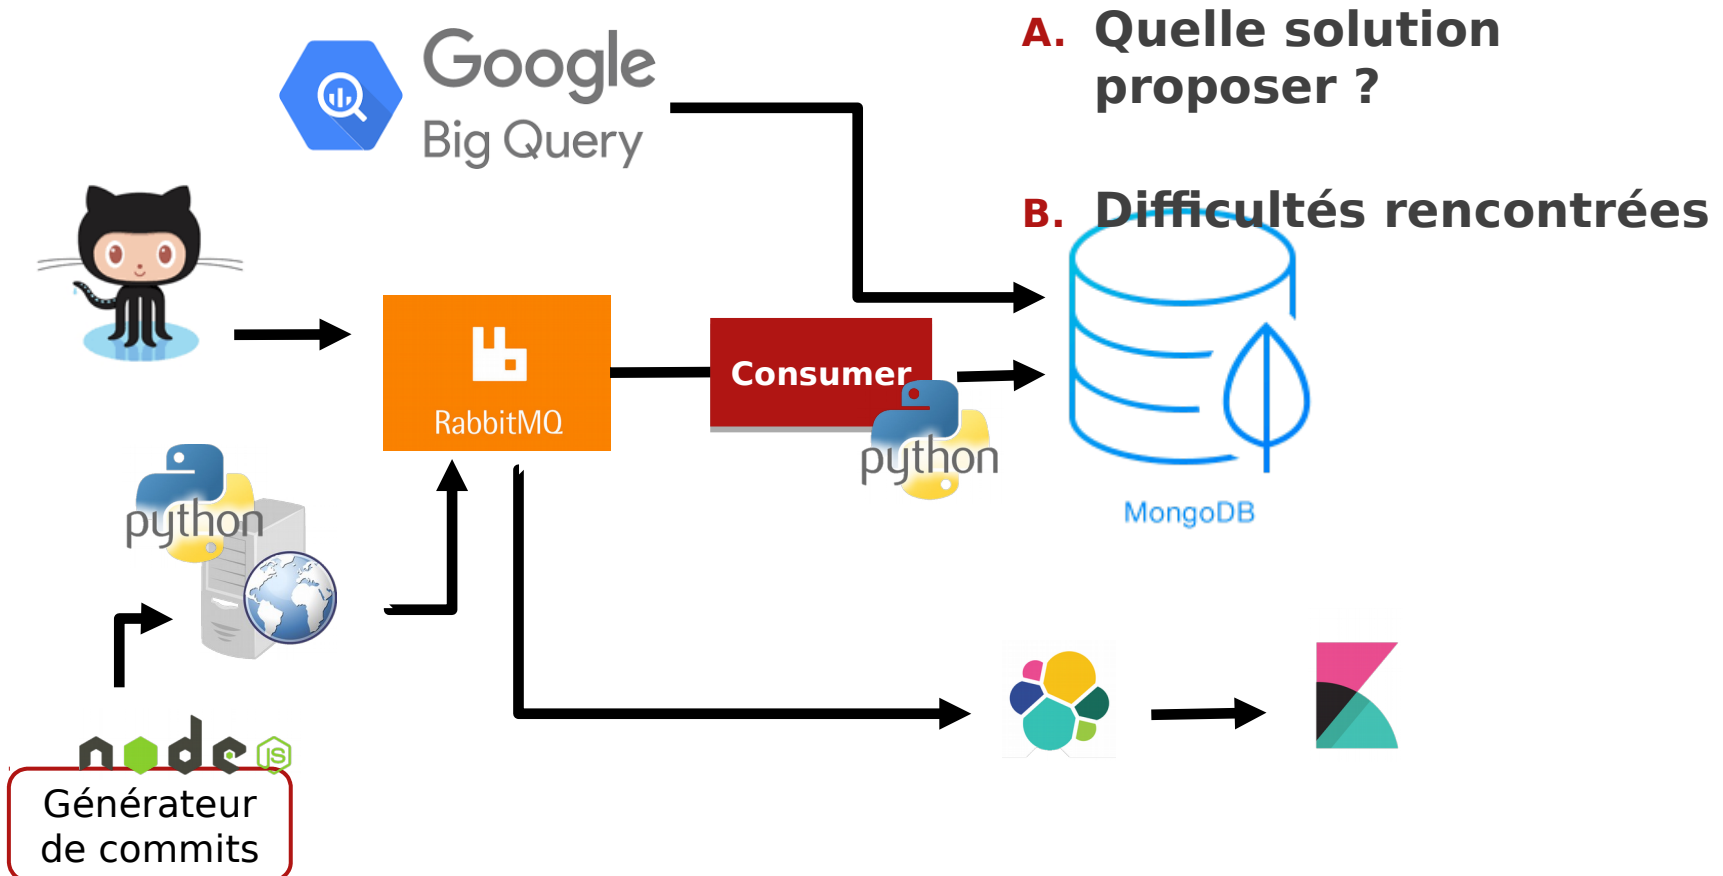 A. Quelle solution
proposer ?
Google
Big Query
B. Difficultés rencontrées
RabbitMQ
Consumer
python
MongoDB
python
node
JS
Générateur
de commits